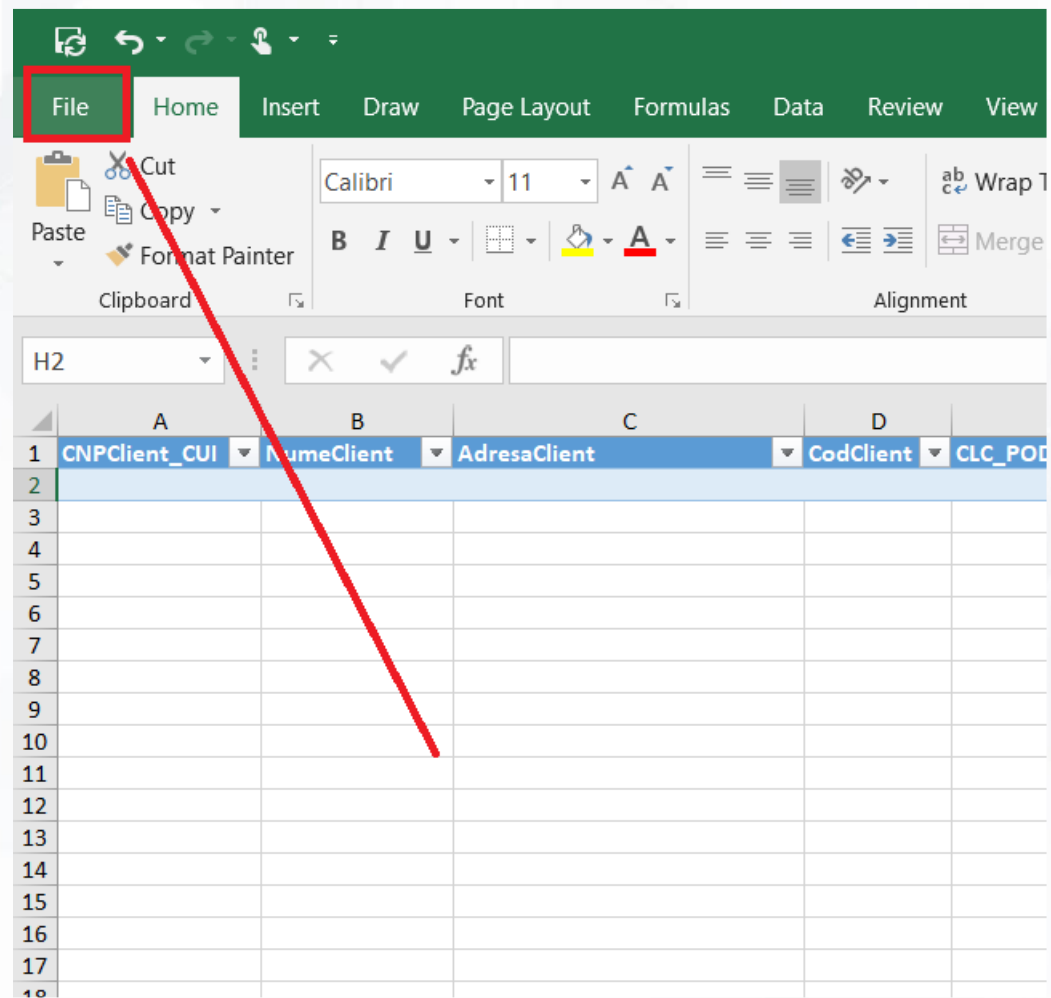 File Home Insert Draw Page Layout Formulas Data Review View
Cut
Copy
Paste
Format Painter
Clipboard
Calibri 11 A A
B I U A
Font
ab
c Wrap T
Merge
Alignment
H2 fx
A B C D
1 CNPClient_CUI NumeClient AdresaClient CodClient CLC_POD
2
3
4
5
6
7
8
9
10
11
12
13
14
15
16
17
18